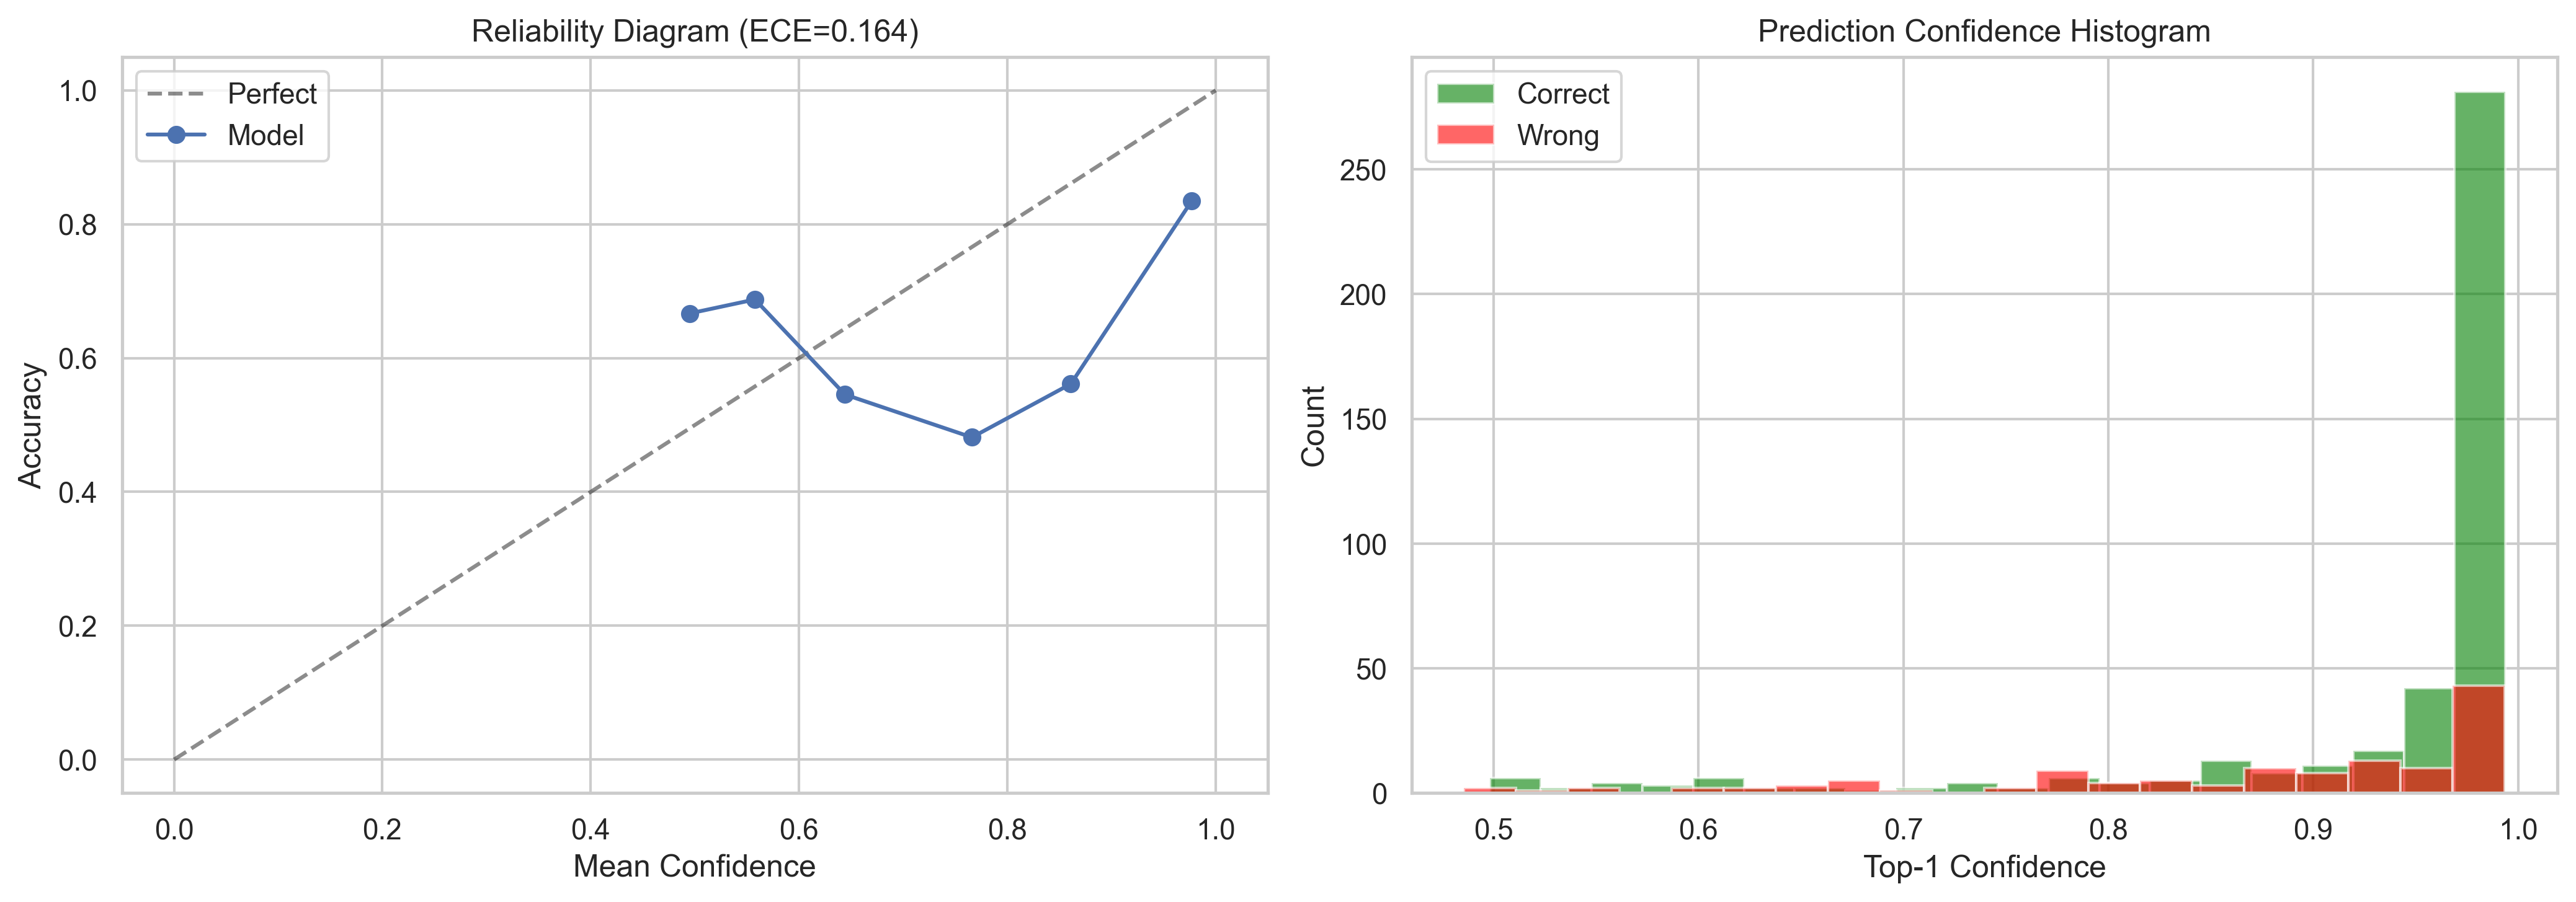 Reliability Diagram (ECE=0.164)
Perfect
Model
1.0
0.8
0.6
0.4
0.2
0.0
Accuracy
0.0 0.2 0.4 0.6 0.8 1.0
Mean Confidence
Prediction Confidence Histogram
Correct
Wrong
250
200
150
100
50
0
Count
0.5 0.6 0.7 0.8 0.9 1.0
Top-1 Confidence